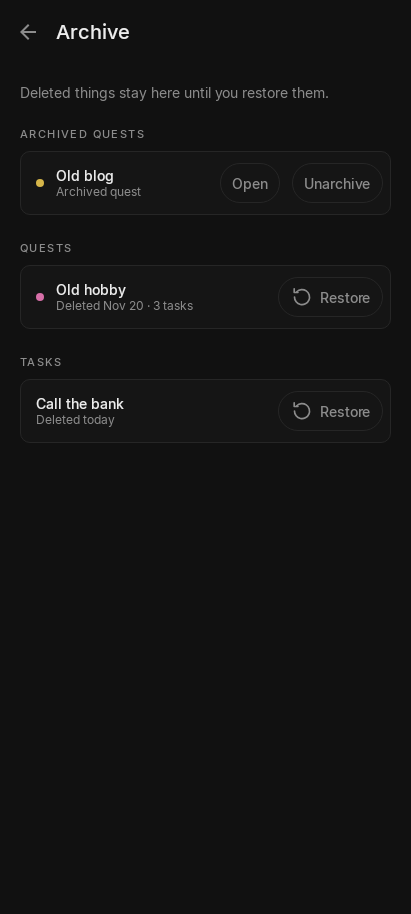 Archive
Deleted things stay here until you restore them.
ARCHIVED QUESTS
Old blog
Archived quest
Open
Unarchive
QUESTS
Old hobby
Deleted Nov 20 · 3 tasks
Restore
TASKS
Call the bank
Deleted today
Restore